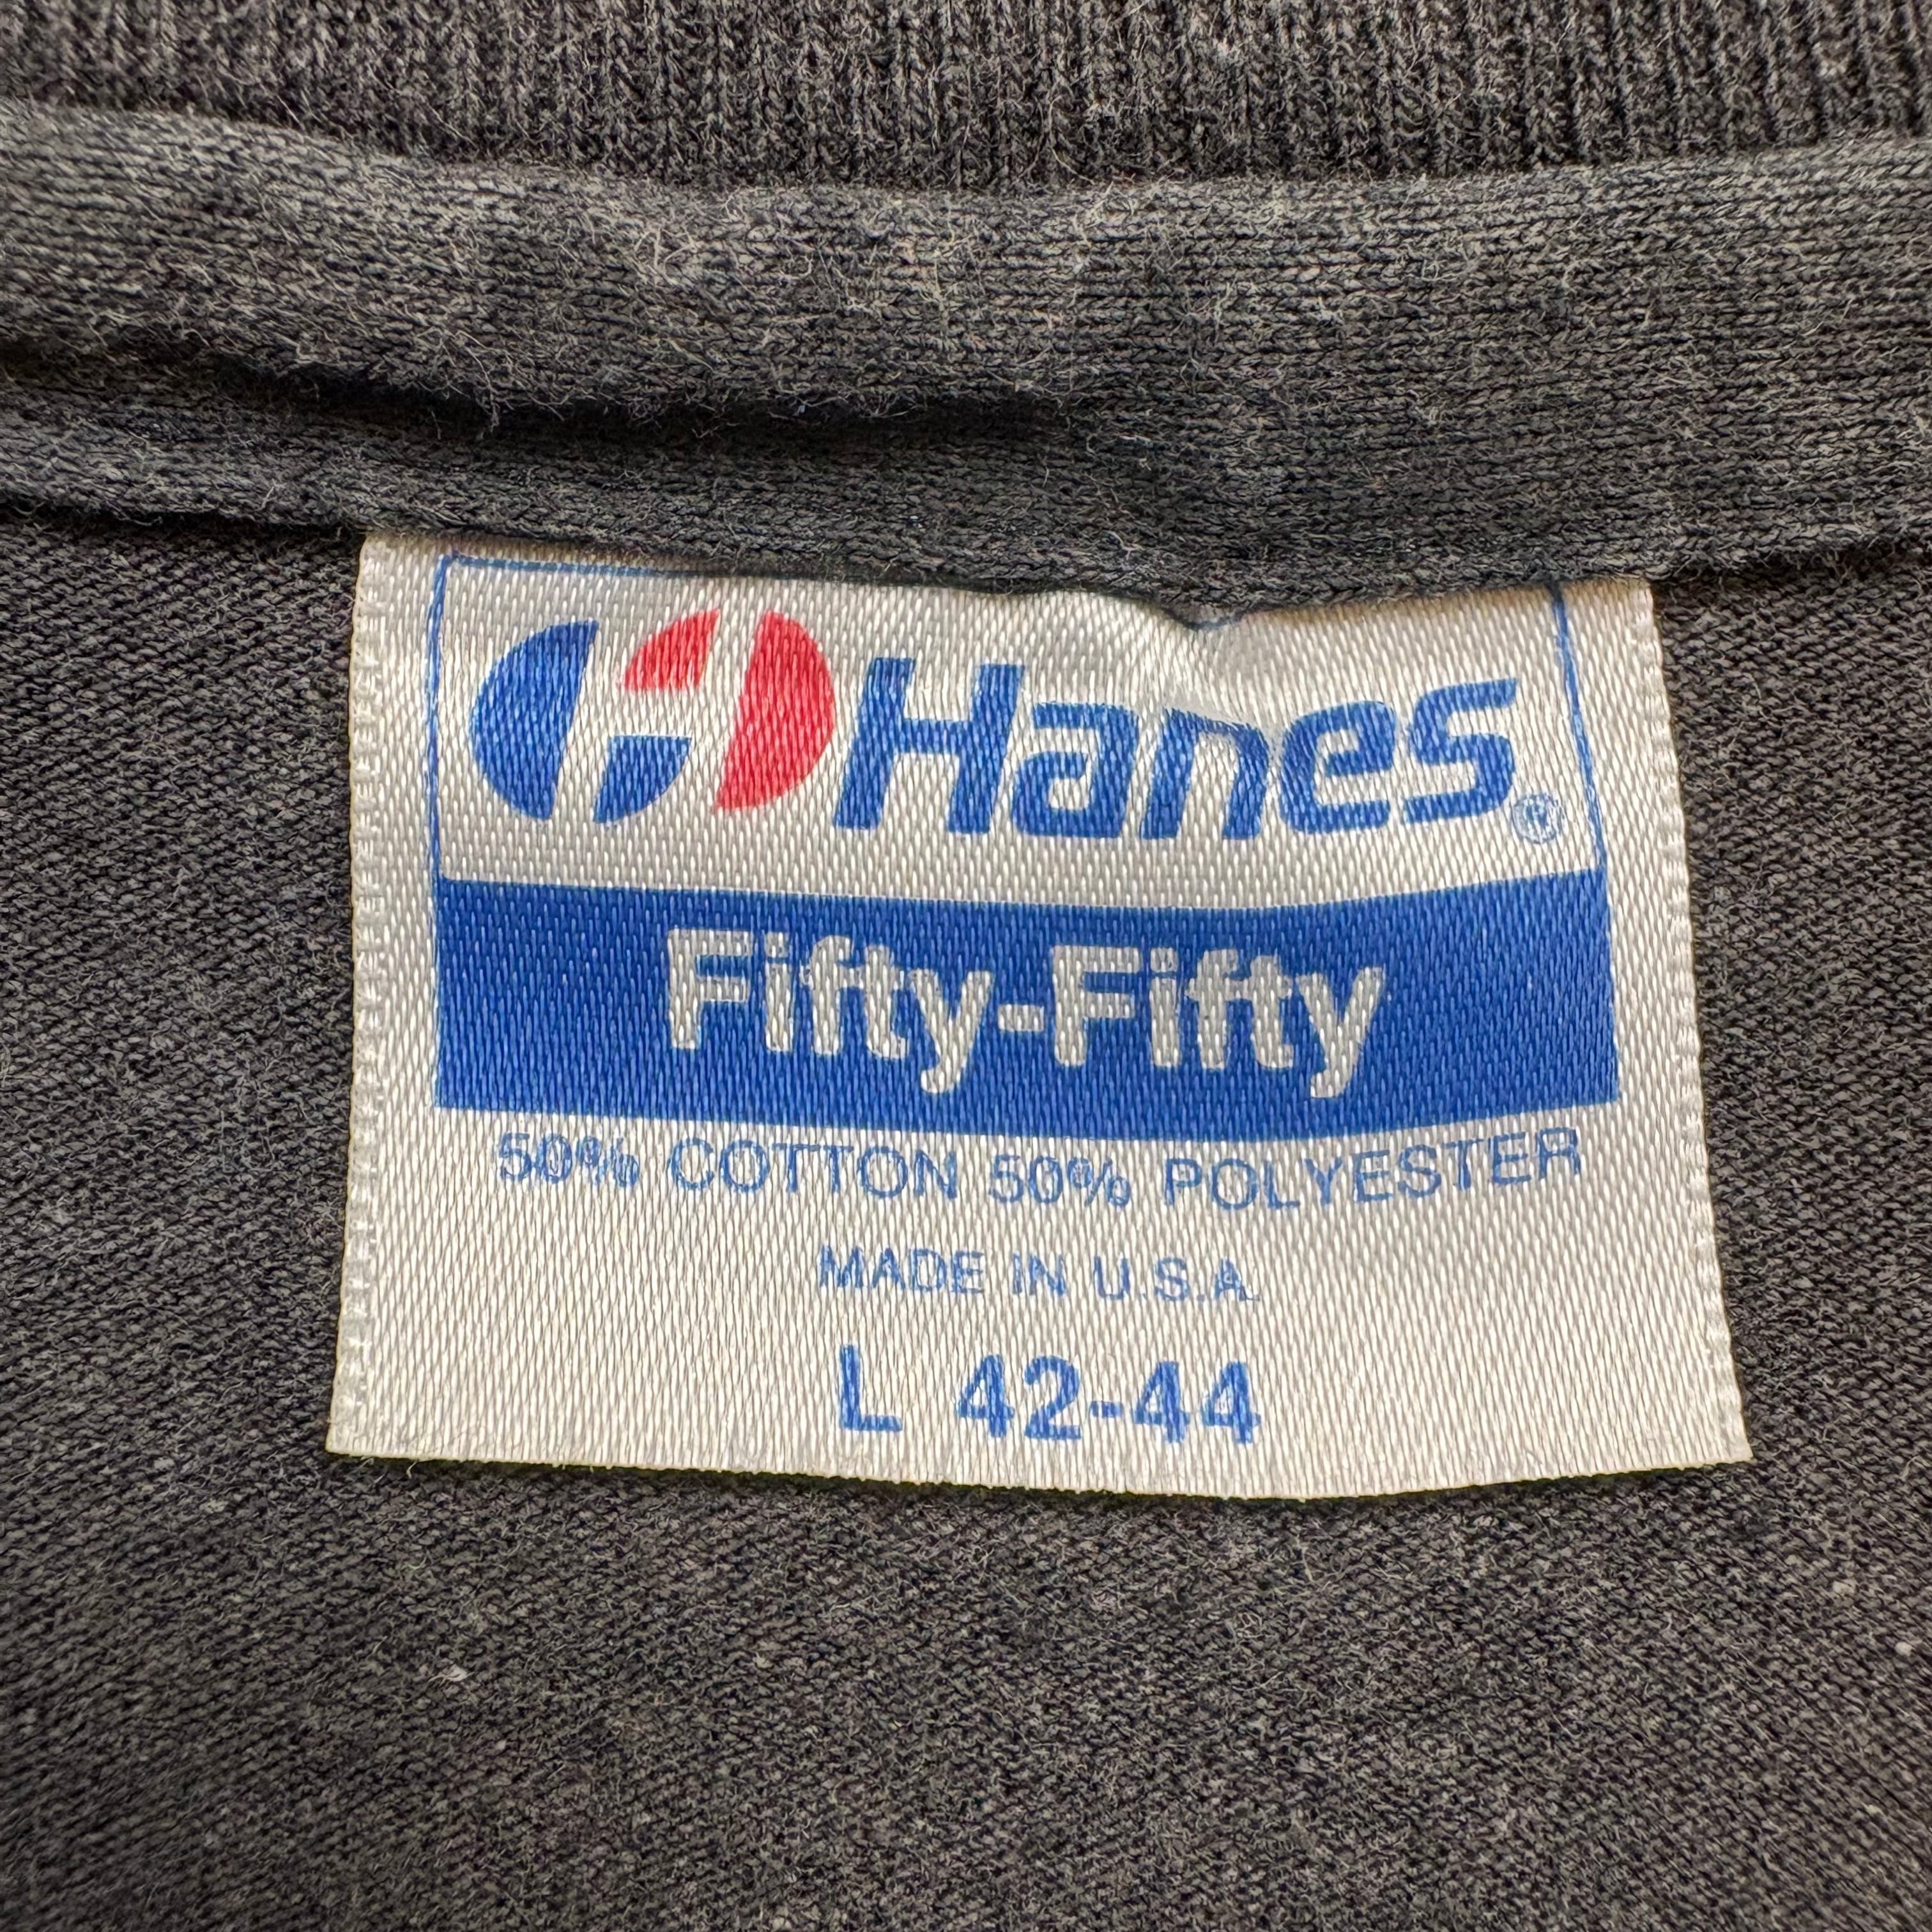 Hanes®
Fifty-Fifty
50% COTTON 50% POLYESTER
MADE IN U.S.A.
L 42-44